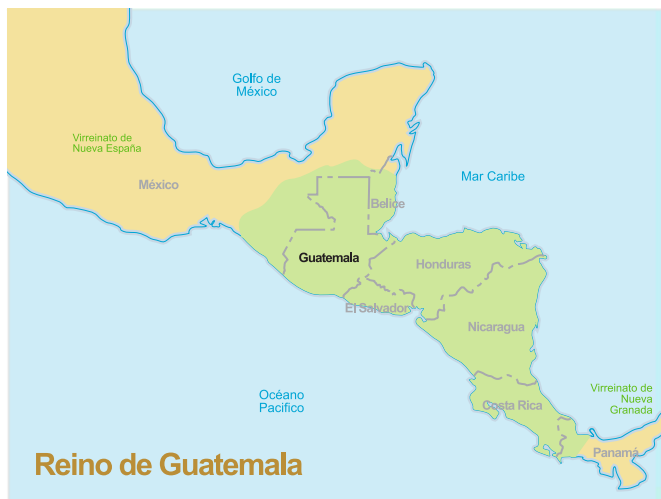 Golfo de
México
Virreinato de
Nueva España
México
Mar Caribe
Belice
Guatemala
Honduras
El Salvador
Nicaragua
Océano
Pacifico
Costa Rica
Virreinato de
Nueva
Granada
Panamá
Reino de Guatemala